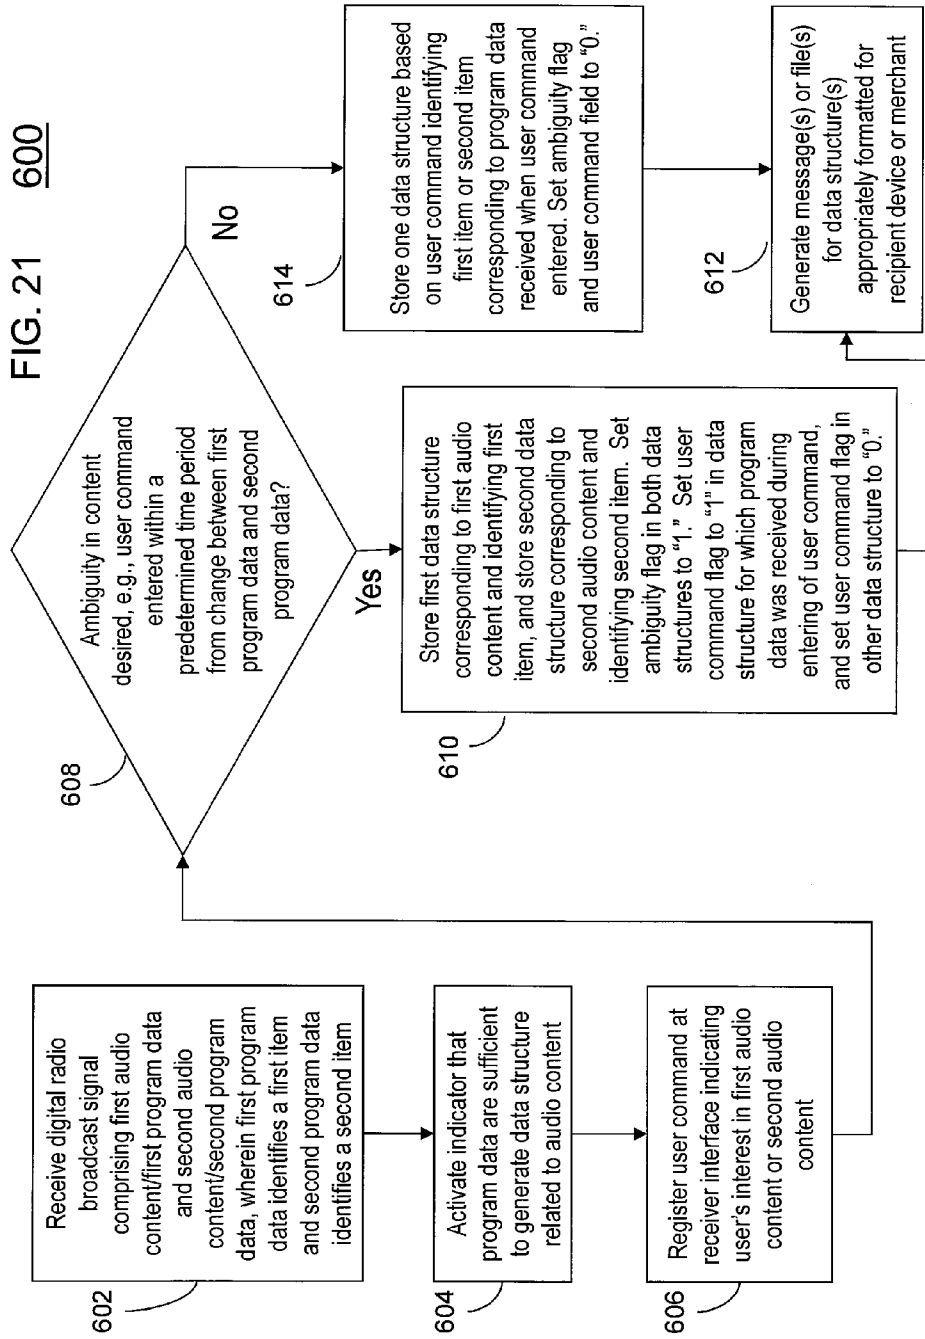 FIG. 21 600
602
Receive digital radio
broadcast signal
comprising first audio
content/first program data
and second audio
content/second program
data, wherein first program
data identifies a first item
and second program data
identifies a second item
604
Activate indicator that
program data are sufficient
to generate data structure
related to audio content
606
Register user command at
receiver interface indicating
user's interest in first audio
content or second audio
content
608
Ambiguity in content
desired, e.g., user command
entered within a
predetermined time period
from change between first
program data and second
program data?
Yes
No
610
Store first data structure
corresponding to first audio
content and identifying first
item, and store second data
structure corresponding to
second audio content and
identifying second item. Set
ambiguity flag in both data
structures to “1.” Set user
command flag to “1” in data
structure for which program
data was received during
entering of user command,
and set user command flag in
other data structure to “0.”
614
Store one data structure based
on user command identifying
first item or second item
corresponding to program data
received when user command
entered. Set ambiguity flag
and user command field to “0.”
612
Generate message(s) or file(s)
for data structure(s)
appropriately formatted for
recipient device or merchant